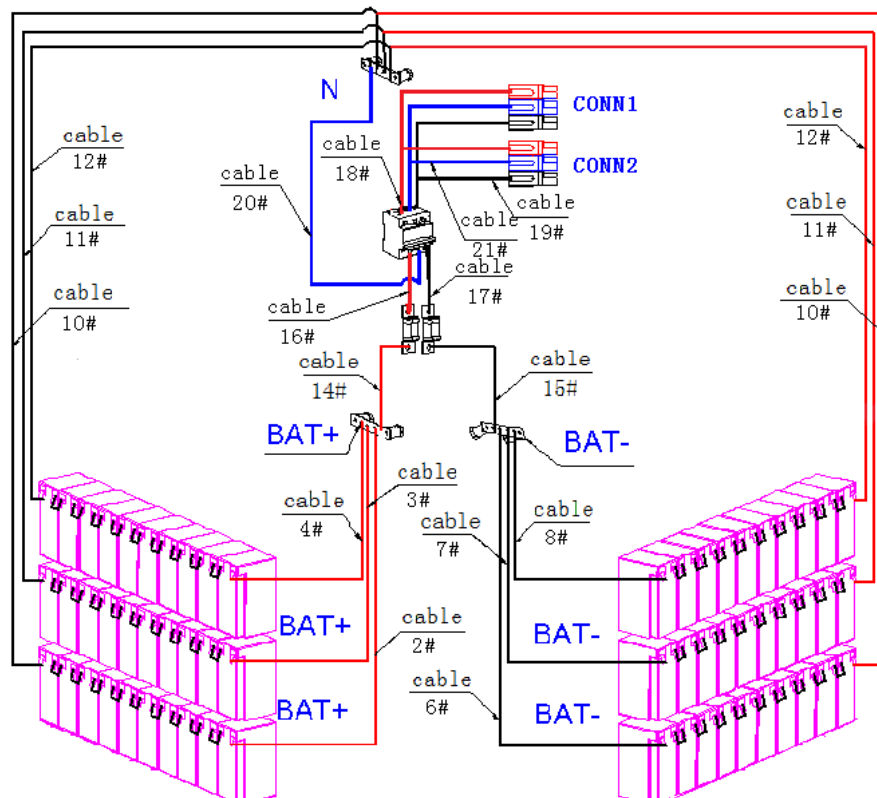 N
CONN1
cable
12#
cable
18#
CONN2
cable
12#
cable
20#
cable
19#
cable
21#
cable
11#
cable
11#
cable
17#
cable
10#
cable
16#
cable
10#
cable
14#
cable
15#
BAT+
BAT-
cable
4#
cable
3#
cable
7#
cable
8#
BAT+
cable
2#
BAT-
BAT+
cable
6#
BAT-